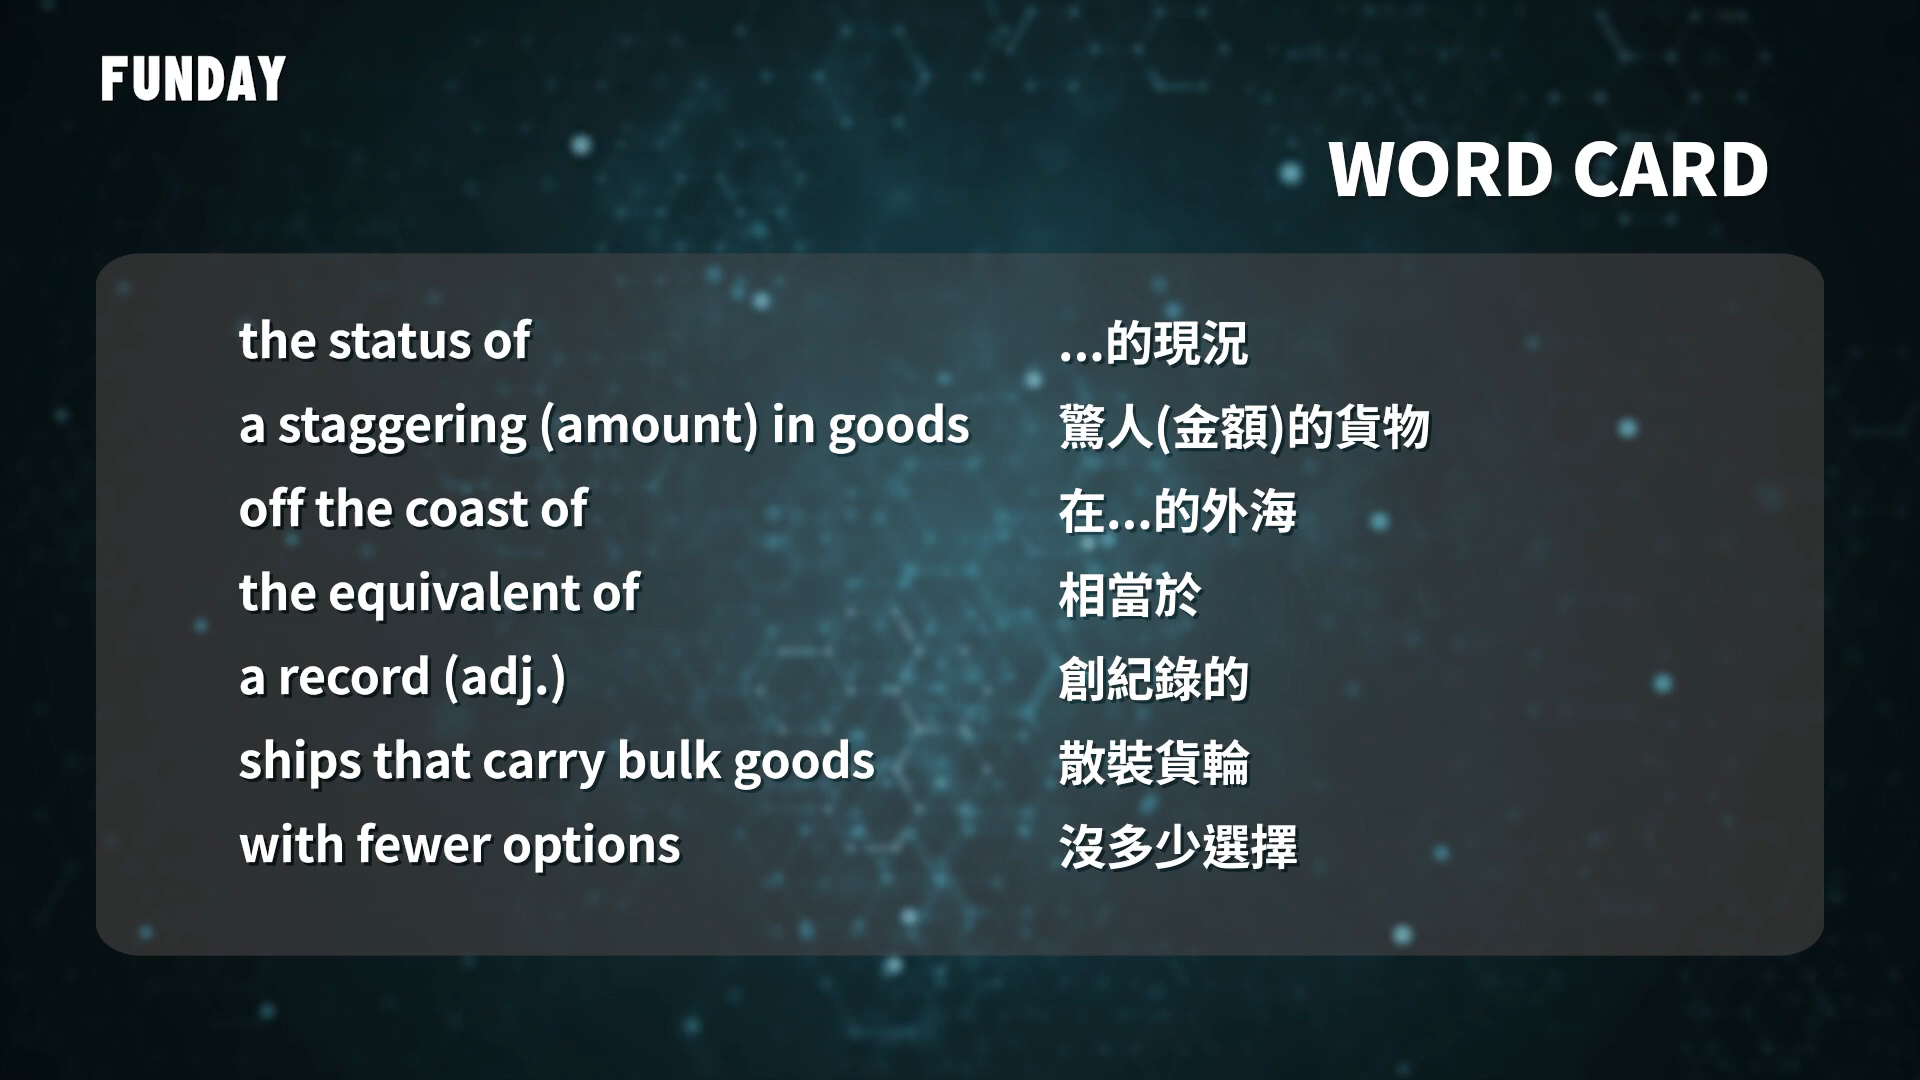 FUNDAY
WORD CARD
the status of ...的現況
a staggering (amount) in goods 驚人(金額)的貨物
off the coast of 在...的外海
the equivalent of 相當於
a record (adj.) 創紀錄的
ships that carry bulk goods 散裝貨輪
with fewer options 沒多少選擇